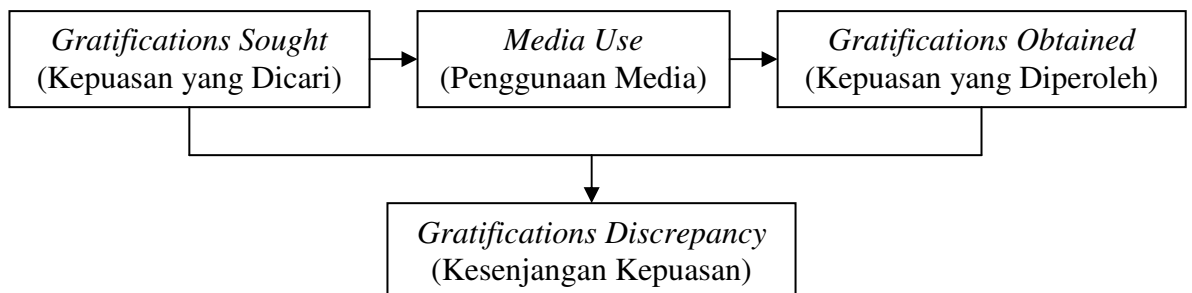 Gratifications Sought
(Kepuasan yang Dicari)
Media Use
(Penggunaan Media)
Gratifications Obtained
(Kepuasan yang Diperoleh)
Gratifications Discrepancy
(Kesenjangan Kepuasan)